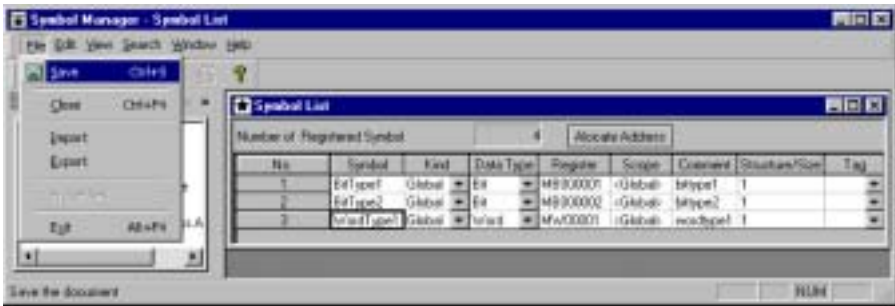 Symbol Manager - Symbol List
File Edit View Search Window Help
Save Ctrl+S
Close Ctrl+F4
Import
Export
Exit Alt+F4
Symbol List
Number of Registered Symbol 4 Allocate Address
No. Symbol Kind Data Type Register Scope Comment Structure/Size Tag
1 BitType1 Global Bit MB000001 <Global> bittype1 1
2 BitType2 Global Bit MB000002 <Global> bittype2 1
3 WordType1 Global Word MW00001 <Global> wordtype1 1
Save the document
NUM